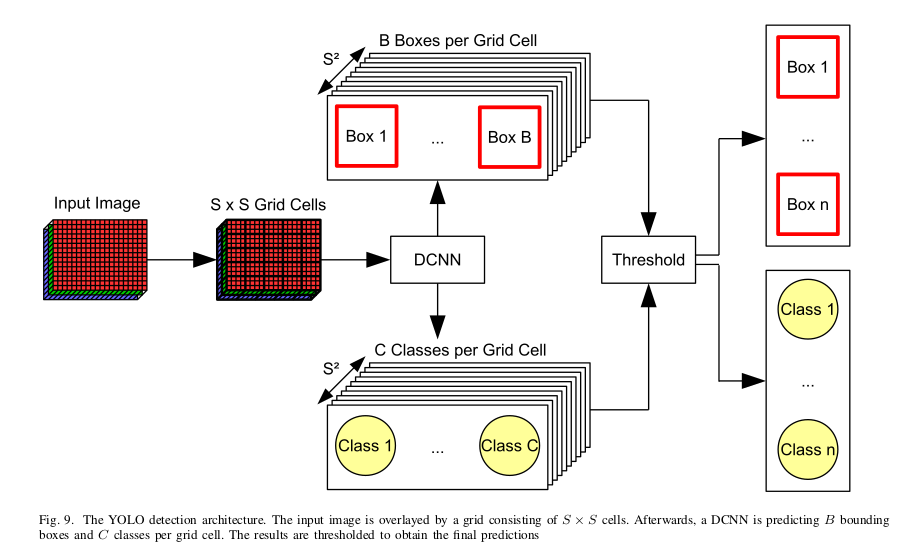 B Boxes per Grid Cell
S²
Box 1
...
Box B
Box 1
...
Box n
Input Image
S x S Grid Cells
DCNN
Threshold
C Classes per Grid Cell
S²
Class 1
...
Class C
Class 1
...
Class n
Fig. 9. The YOLO detection architecture. The input image is overlayed by a grid consisting of S × S cells. Afterwards, a DCNN is predicting B bounding
boxes and C classes per grid cell. The results are thresholded to obtain the final predictions